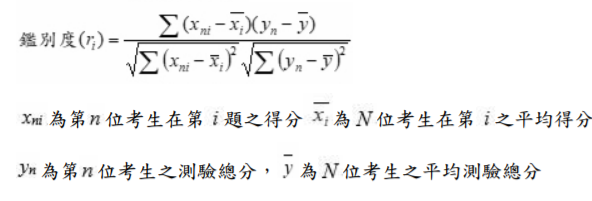 鑑別度(rᵢ)= ∑(xₙᵢ−x̄ᵢ)(yₙ−ȳ) / √∑(xₙᵢ−x̄ᵢ)² √∑(yₙ−ȳ)²
xₙᵢ 為第 n 位考生在第 i 題之得分 x̄ᵢ 為 N 位考生在第 i 之平均得分
yₙ 為第 n 位考生之測驗總分，ȳ 為 N 位考生之平均測驗總分